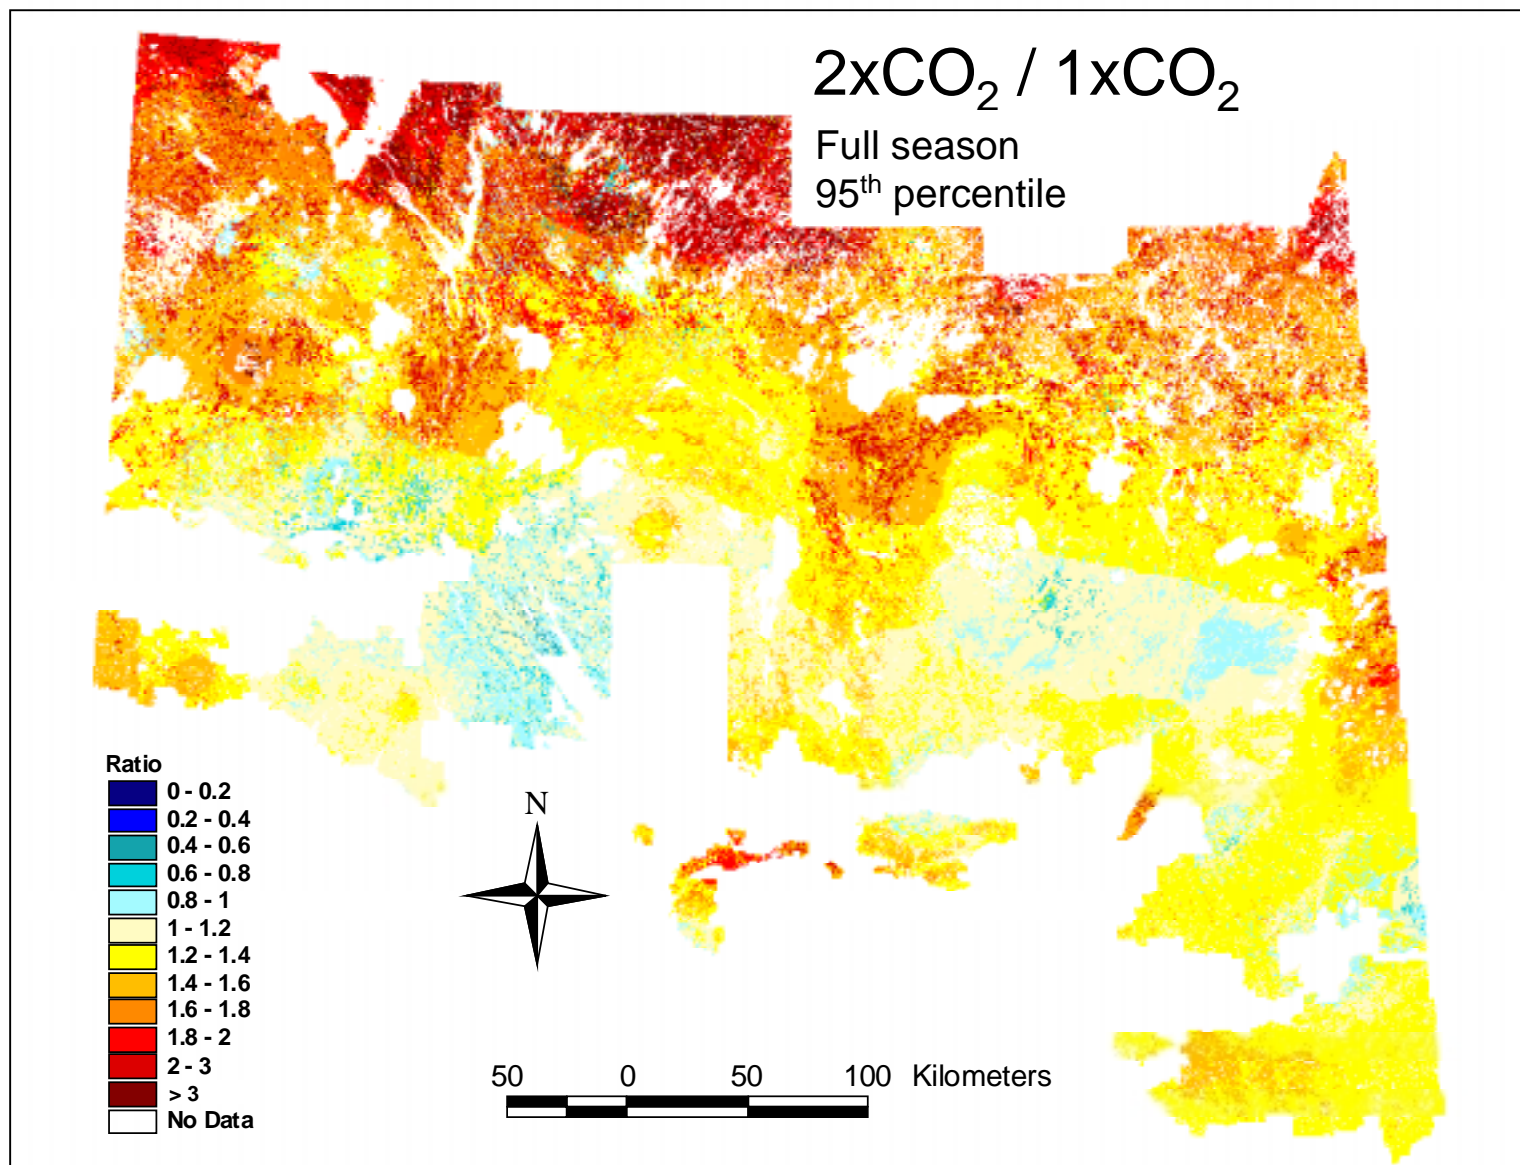 2xCO₂ / 1xCO₂
Full season
95th percentile
Ratio
0 - 0.2
0.2 - 0.4
0.4 - 0.6
0.6 - 0.8
0.8 - 1
1 - 1.2
1.2 - 1.4
1.4 - 1.6
1.6 - 1.8
1.8 - 2
2 - 3
> 3
No Data
N
50 0 50 100 Kilometers